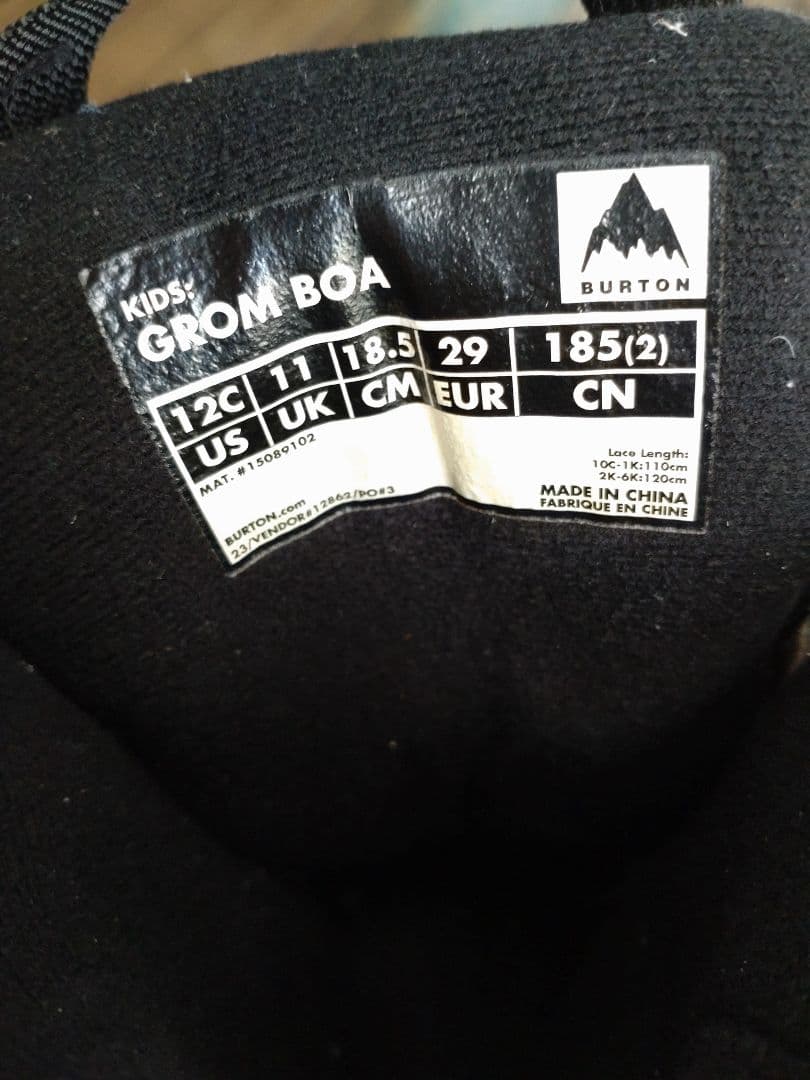 BURTON
KIDS:
GROM BOA
12C 11 18.5 29 185(2)
US UK CM EUR CN
MAT. #15089102
Lace Length:
10C-1K:110cm
2K-6K:120cm
BURTON.com
23/VENDOR#12862/PO#3
MADE IN CHINA
FABRIQUE EN CHINE